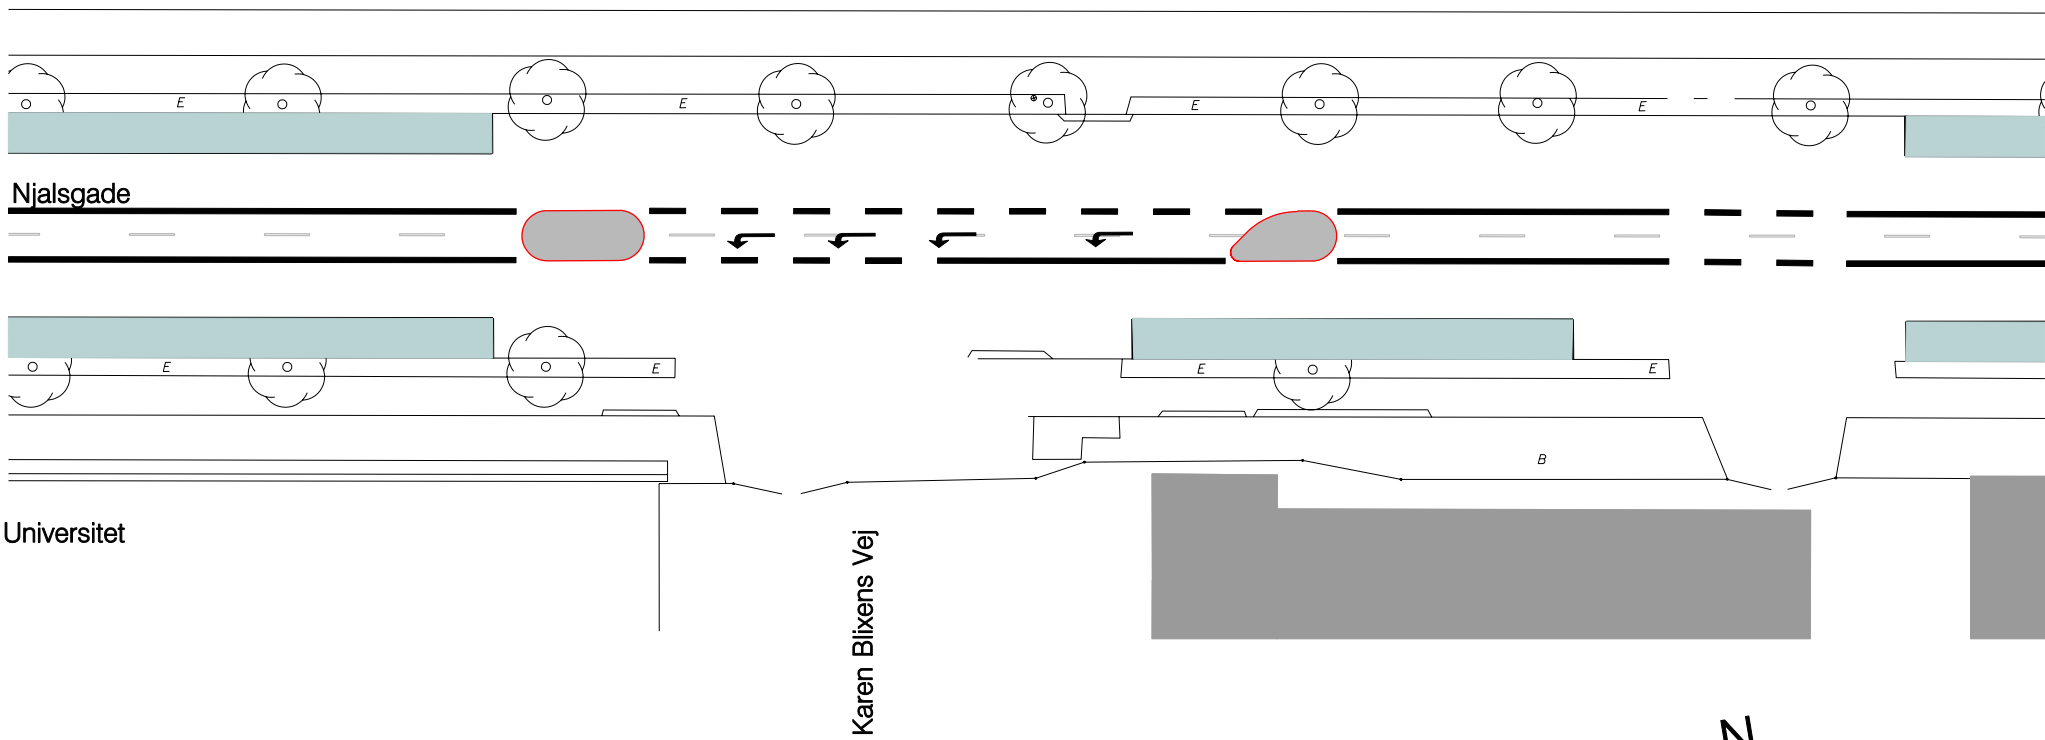 E E E E
Njalsgade
E E E E
B
Universitet
Karen Blixens Vej
N